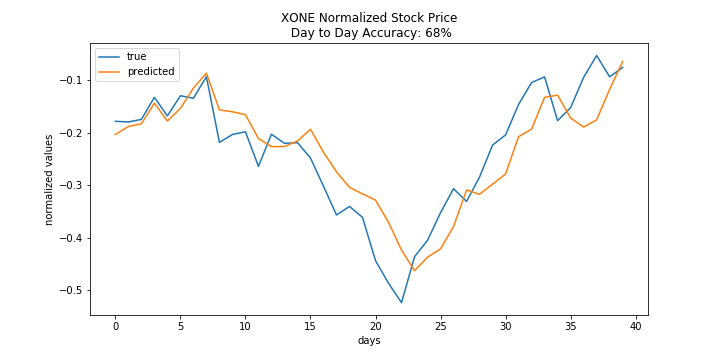 XONE Normalized Stock Price
Day to Day Accuracy: 68%
true
predicted
normalized values
−0.1
−0.2
−0.3
−0.4
−0.5
0 5 10 15 20 25 30 35 40
days